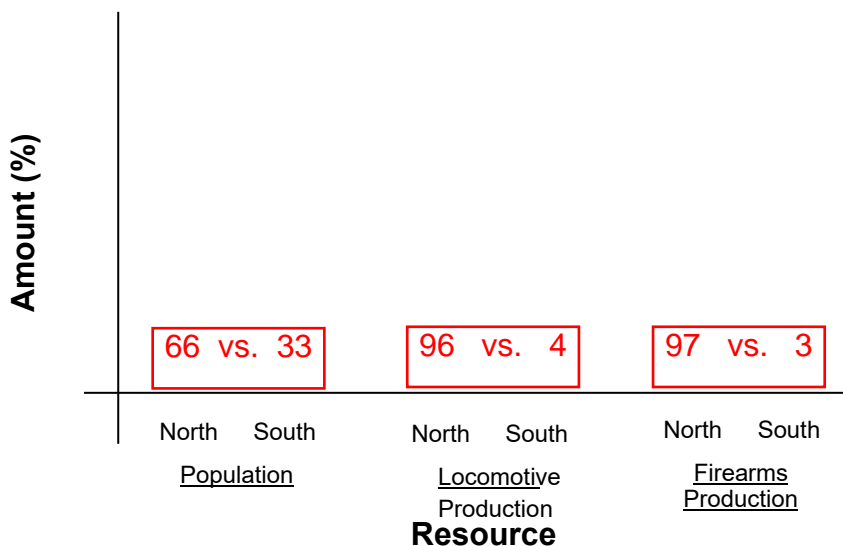 Amount (%)
66 vs. 33
96 vs. 4
97 vs. 3
North South
North South
North South
Population
Locomotive
Production
Firearms
Production
Resource